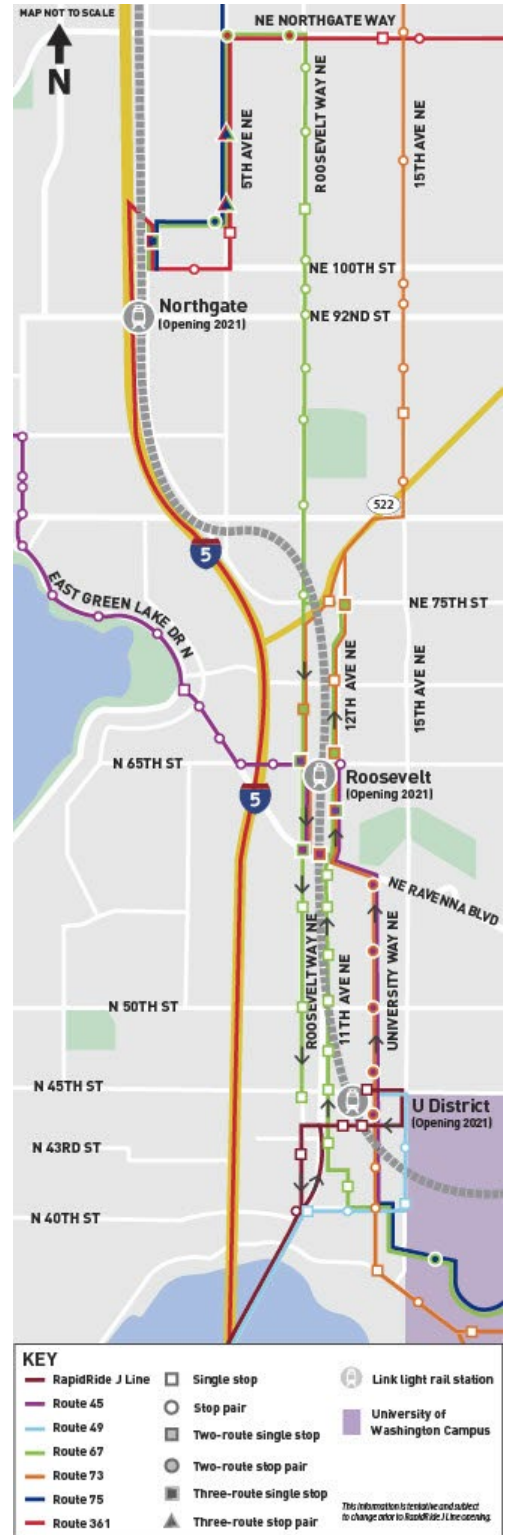 MAP NOT TO SCALE
N
NE NORTHGATE WAY
5TH AVE NE
ROOSEVELT WAY NE
15TH AVE NE
NE 100TH ST
Northgate
(Opening 2021)
NE 92ND ST
522
5
EAST GREEN LAKE DR N
NE 75TH ST
12TH AVE NE
15TH AVE NE
N 65TH ST
Roosevelt
(Opening 2021)
5
NE RAVENNA BLVD
ROOSEVELT WAY NE
11TH AVE NE
UNIVERSITY WAY NE
N 50TH ST
N 45TH ST
U District
(Opening 2021)
N 43RD ST
N 40TH ST
KEY
RapidRide J Line
Route 45
Route 49
Route 67
Route 73
Route 75
Route 361
Single stop
Stop pair
Two-route single stop
Two-route stop pair
Three-route single stop
Three-route stop pair
Link light rail station
University of
Washington Campus
This information is tentative and subject
to change prior to RapidRide J Line opening.